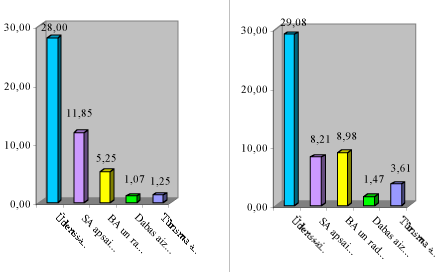 28,00
30,00
20,00
11,85
10,00
5,25
1,07
1,25
0,00
Ūdenssai...
SA apsai...
BA un ra...
Dabas aiz...
Tūrisma a...
29,08
30,00
20,00
10,00
8,21
8,98
1,47
3,61
0,00
Ūdenssai...
SA apsai...
BA un rad...
Dabas aiz...
Tūrisma a...